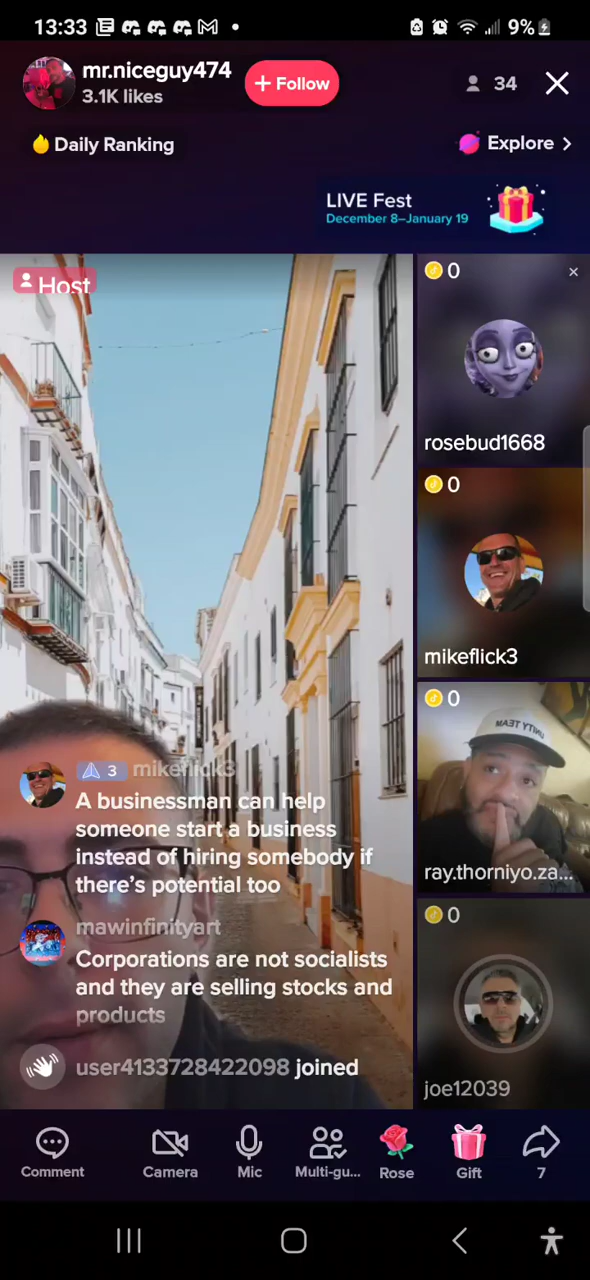 13:33
9%
mr.niceguy474
3.1K likes
+ Follow
34
Daily Ranking
Explore >
LIVE Fest
December 8–January 19
Host
0
rosebud1668
0
mikeflick3
0
UNITY TEAM
ray.thorniyo.za...
0
joe12039
3 mikeflick3
A businessman can help
someone start a business
instead of hiring somebody if
there's potential too
mawinfinityart
Corporations are not socialists
and they are selling stocks and
products
user4133728422098 joined
Comment
Camera
Mic
Multi-gu...
Rose
Gift
7